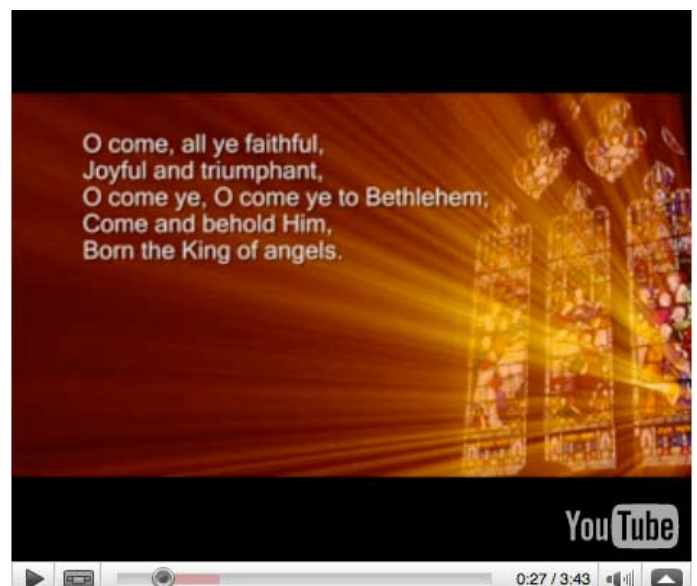 O come, all ye faithful,
Joyful and triumphant,
O come ye, O come ye to Bethlehem;
Come and behold Him,
Born the King of angels.
YouTube
0:27 / 3:43